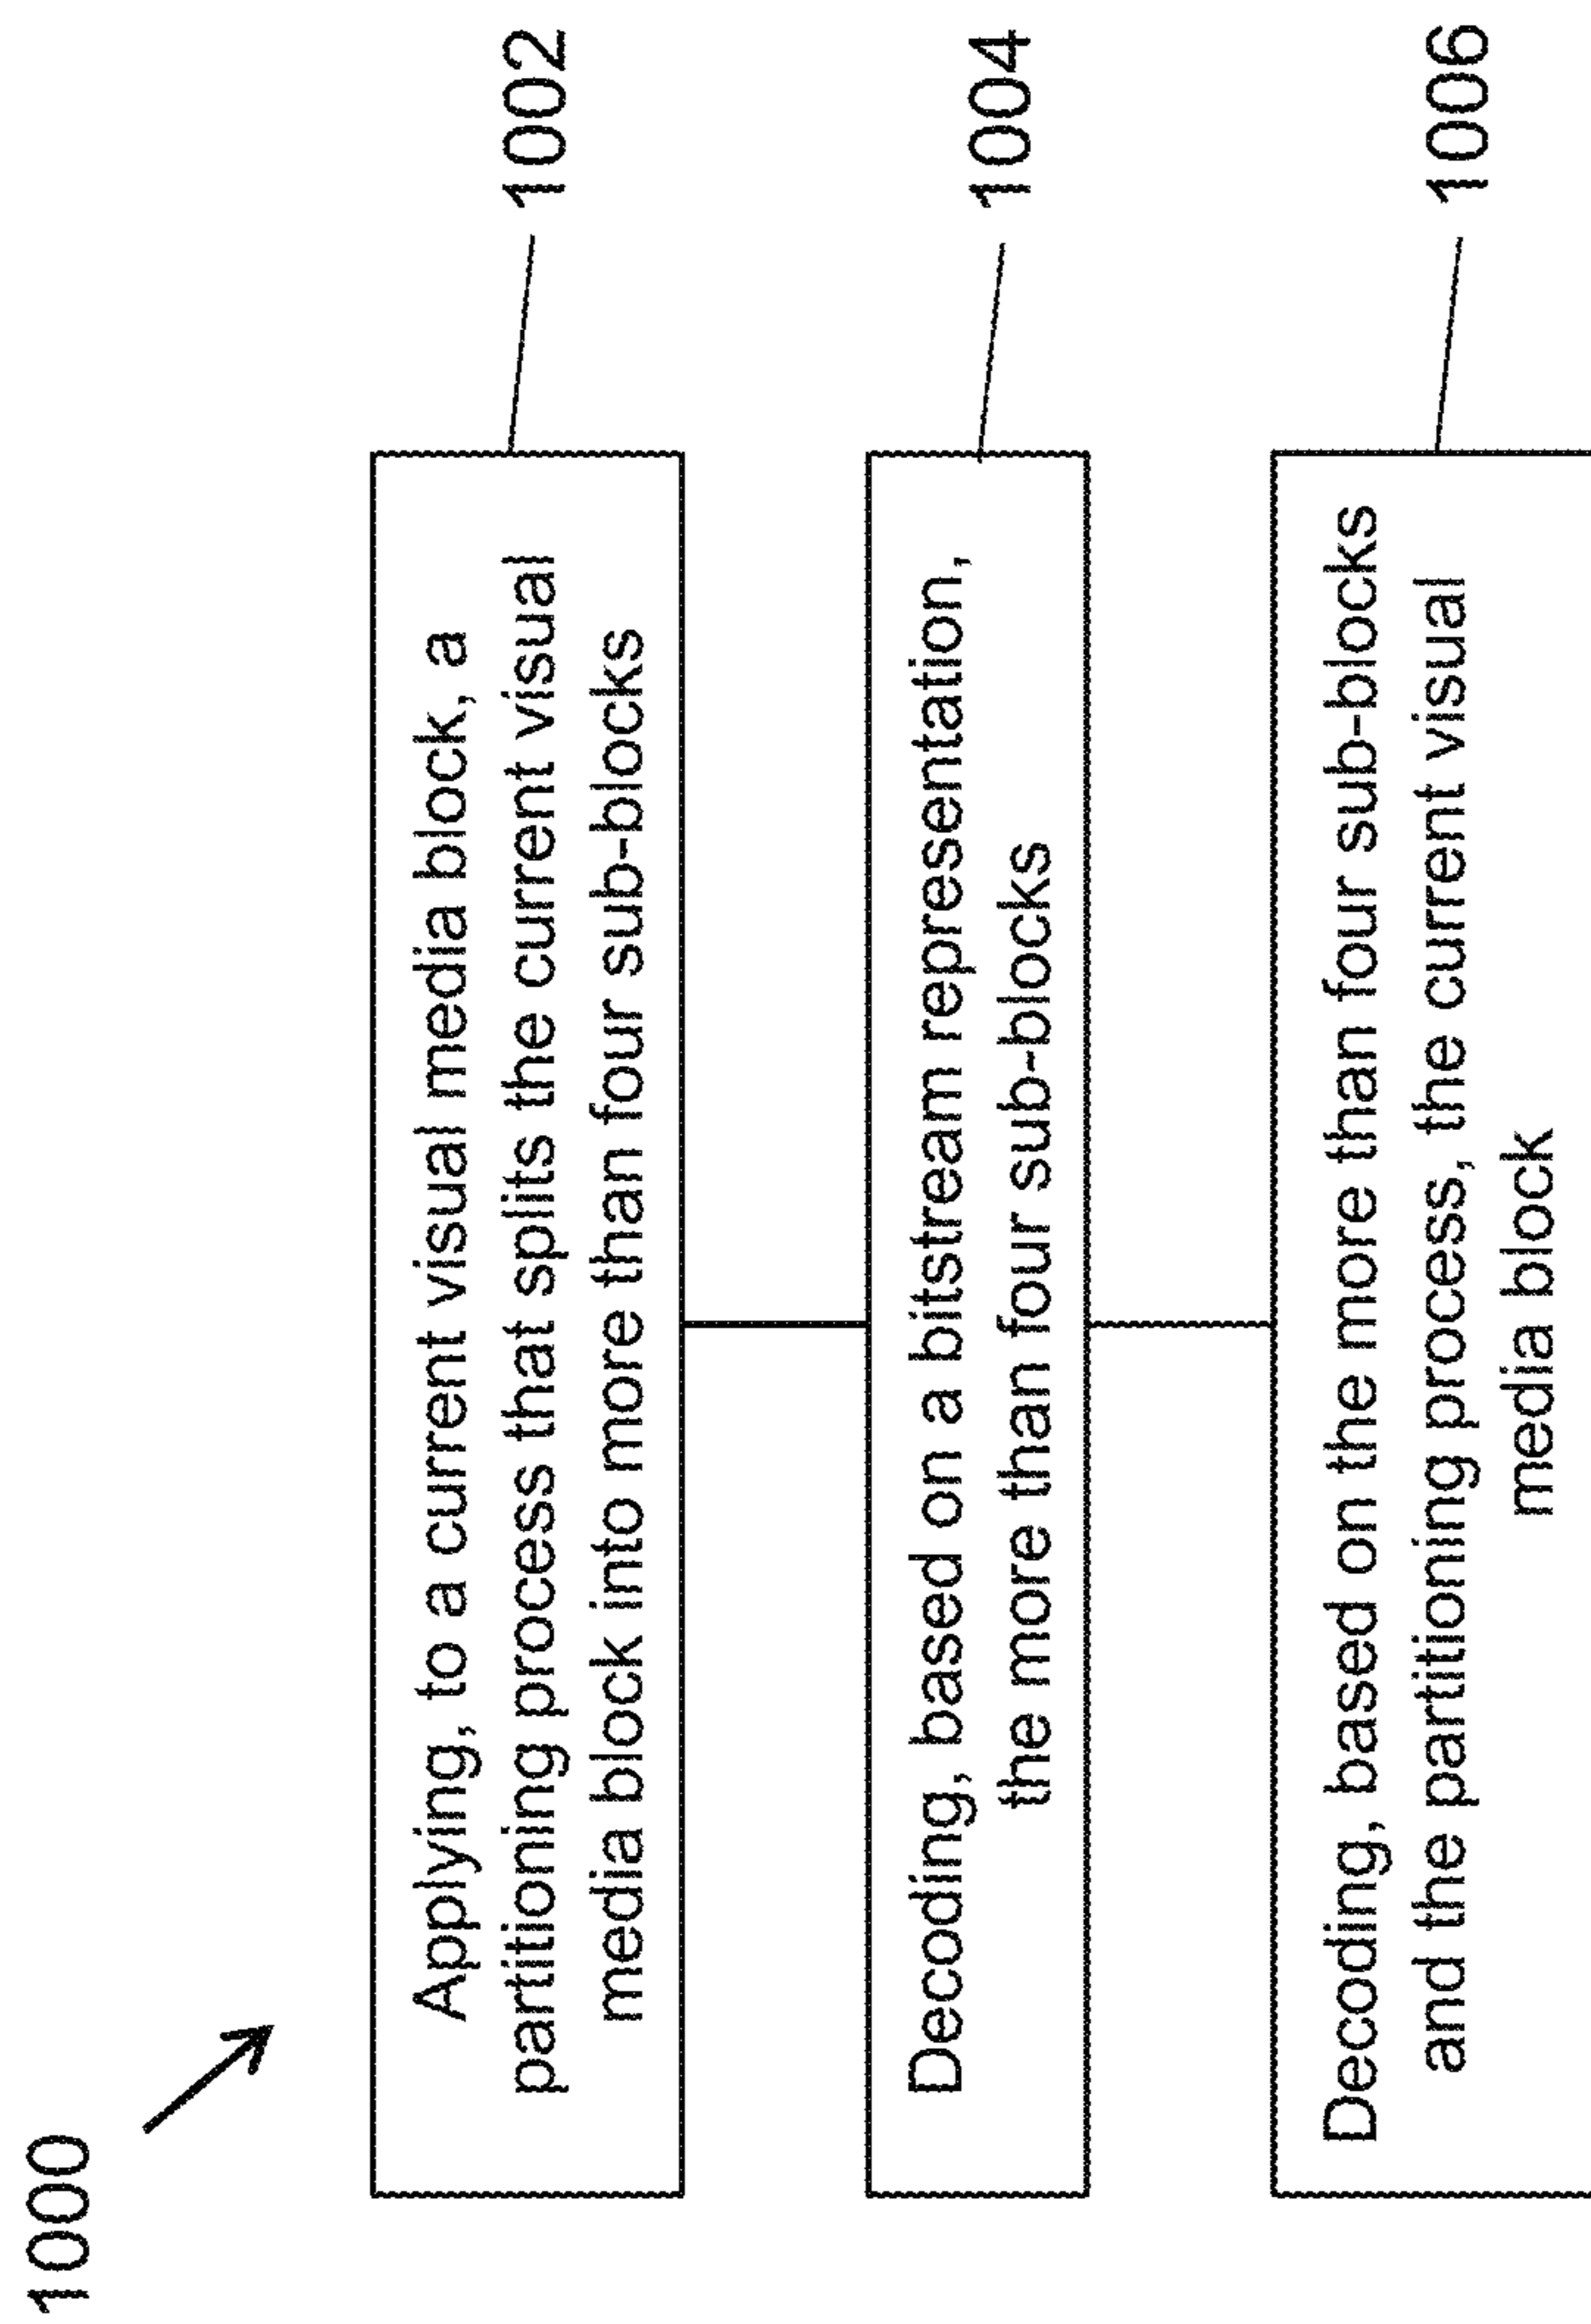 1000
Applying, to a current visual media block, a
partitioning process that splits the current visual
media block into more than four sub-blocks
1002
Decoding, based on a bitstream representation,
the more than four sub-blocks
1004
Decoding, based on the more than four sub-blocks
and the partitioning process, the current visual
media block
1006